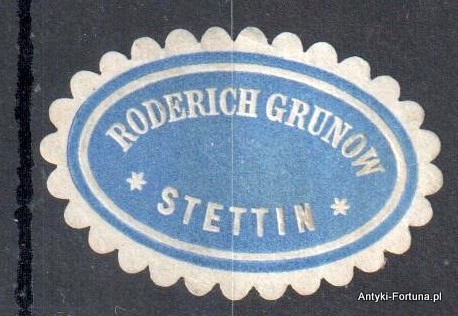 RODERICH GRUNOW
* STETTIN *
Antyki-Fortuna.pl